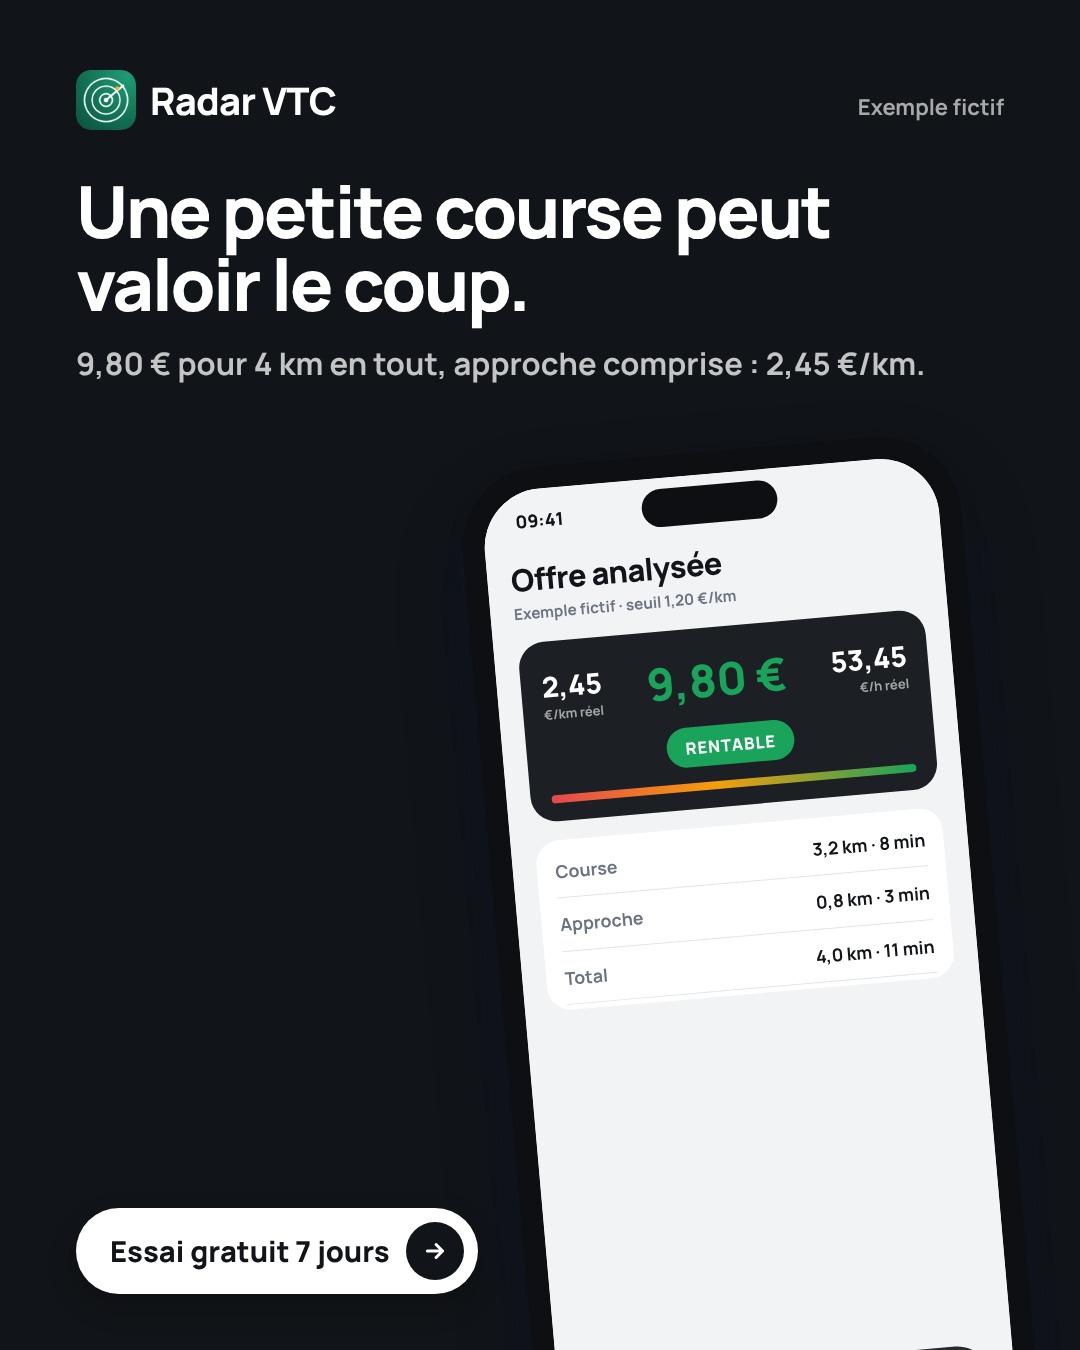 Radar VTC
Exemple fictif
Une petite course peut
valoir le coup.
9,80 € pour 4 km en tout, approche comprise : 2,45 €/km.
09:41
Offre analysée
Exemple fictif · seuil 1,20 €/km
2,45
€/km réel
9,80 €
53,45
€/h réel
RENTABLE
Course
3,2 km · 8 min
Approche
0,8 km · 3 min
Total
4,0 km · 11 min
Essai gratuit 7 jours